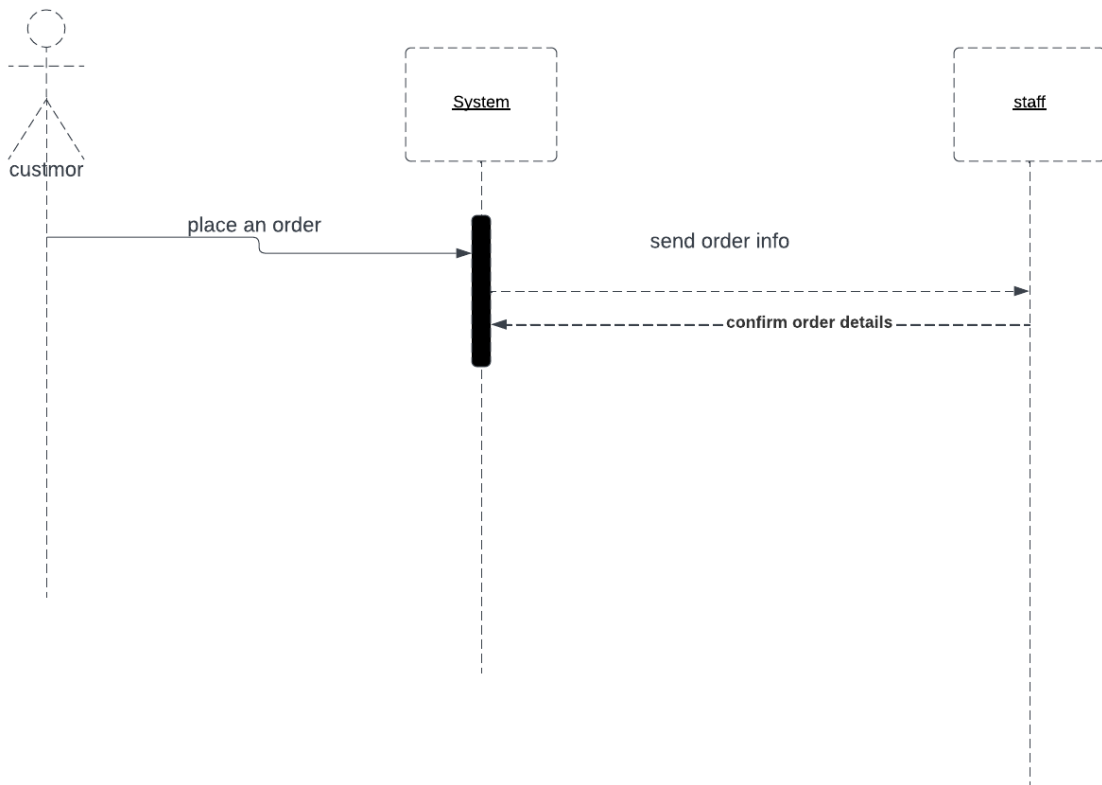 System
staff
custmor
place an order
send order info
confirm order details